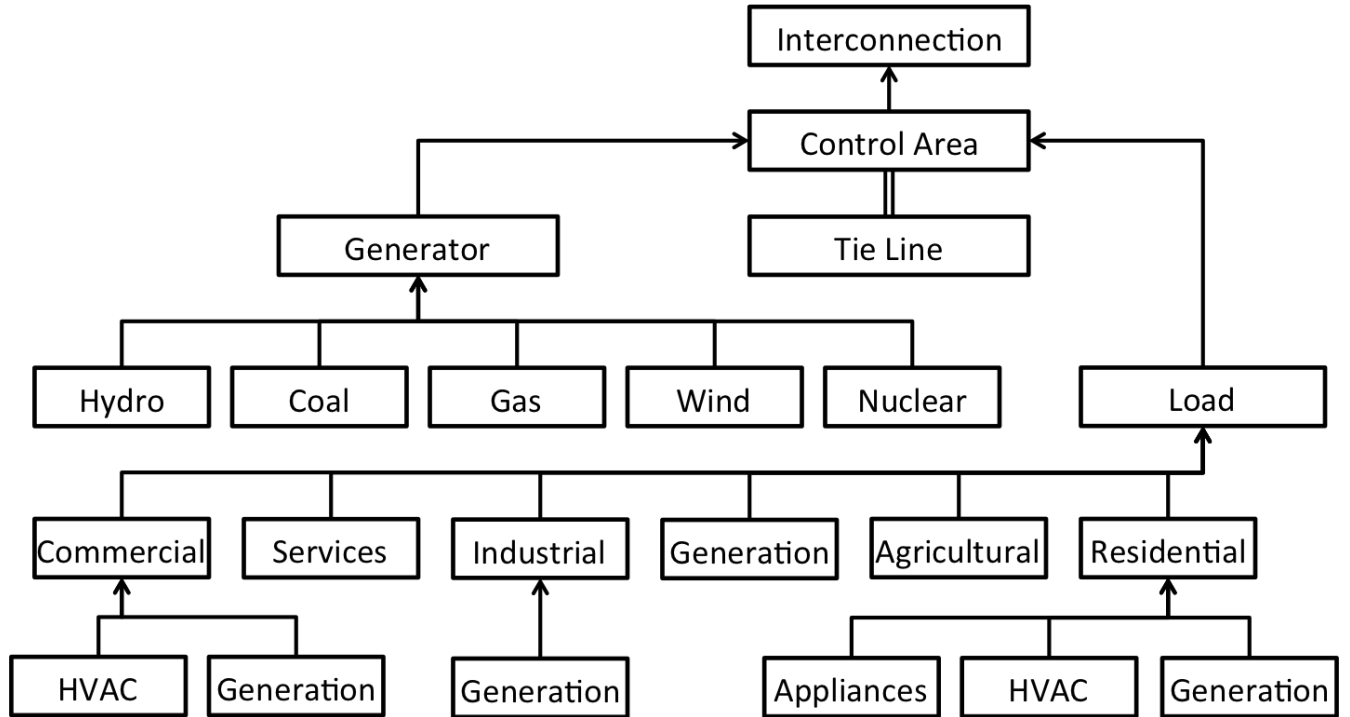 Interconnection
Control Area
Generator
Tie Line
Hydro
Coal
Gas
Wind
Nuclear
Load
Commercial
Services
Industrial
Generation
Agricultural
Residential
HVAC
Generation
Generation
Appliances
HVAC
Generation